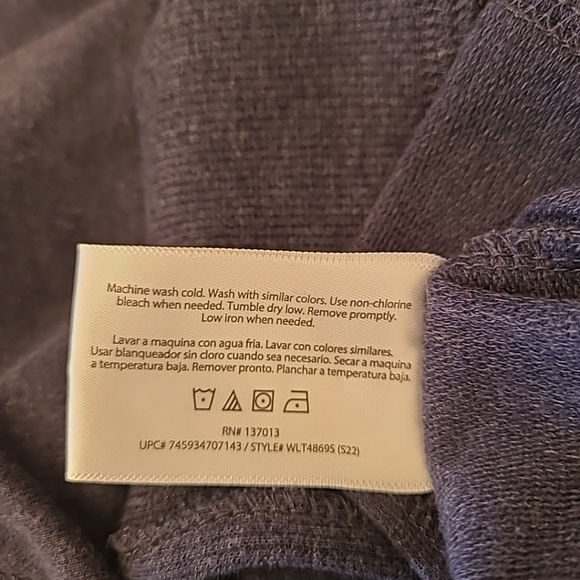 Machine wash cold. Wash with similar colors. Use non-chlorine
bleach when needed. Tumble dry low. Remove promptly.
Low iron when needed.
Lavar a maquina con agua fria. Lavar con colores similares.
Usar blanqueador sin cloro cuando sea necesario. Secar a maquina
a temperatura baja. Remover pronto. Planchar a temperatura baja.
RN# 137013
UPC# 745934707143 / STYLE# WLT4869S (S22)